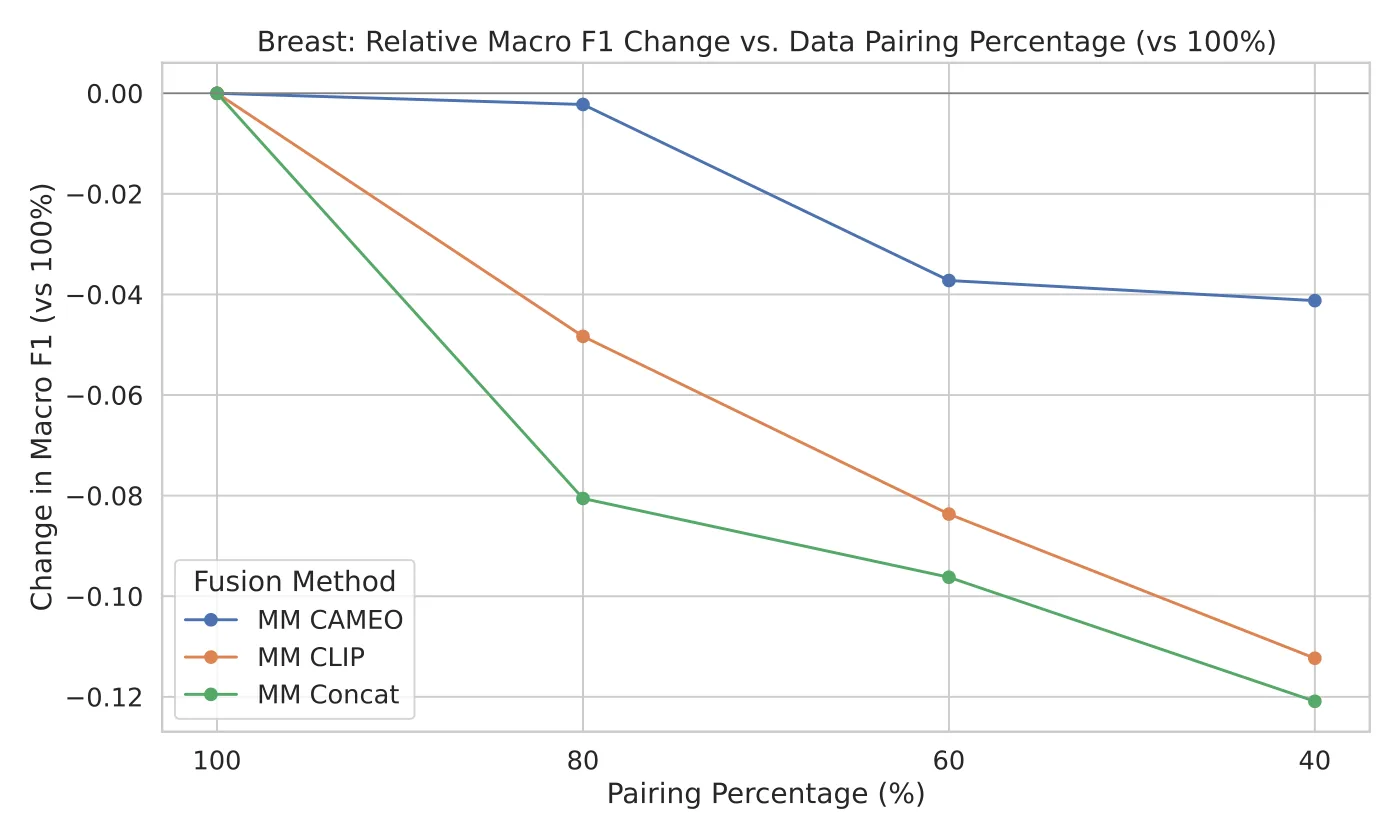 Breast: Relative Macro F1 Change vs. Data Pairing Percentage (vs 100%)
Change in Macro F1 (vs 100%)
0.00
−0.02
−0.04
−0.06
−0.08
−0.10
−0.12
Fusion Method
MM CAMEO
MM CLIP
MM Concat
100 80 60 40
Pairing Percentage (%)